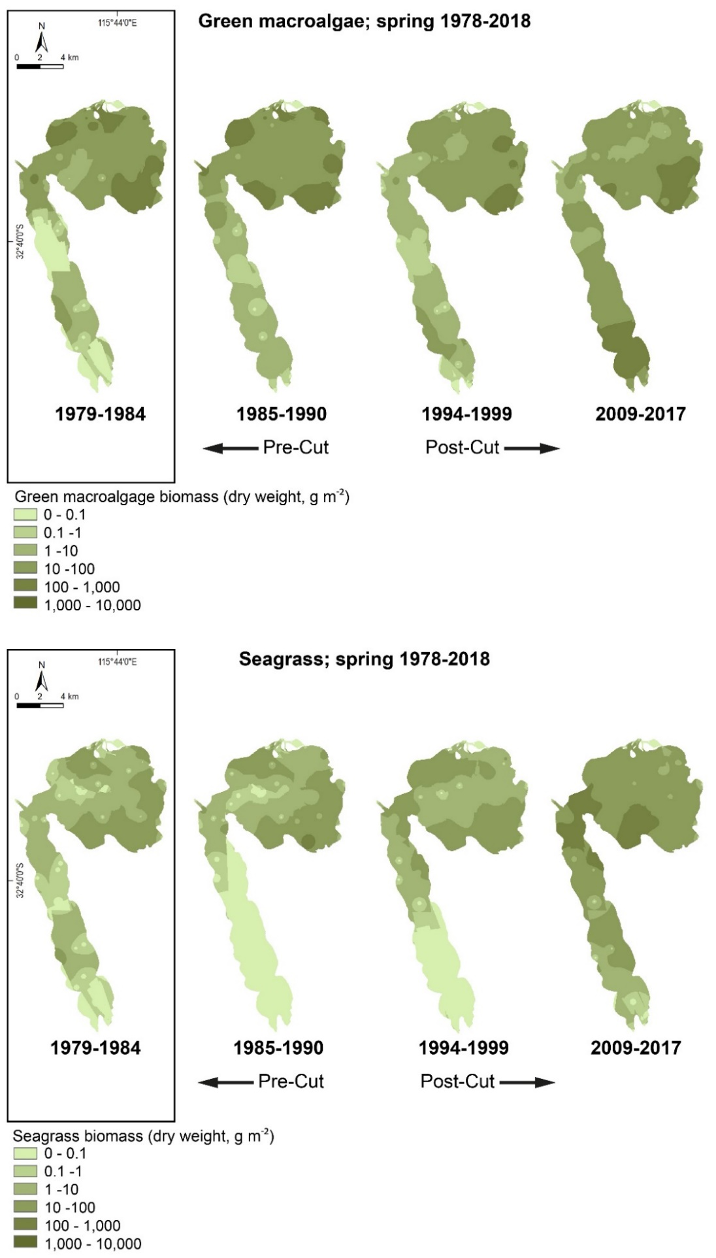 Green macroalgae; spring 1978-2018
115°44'0"E
N
0 2 4 km
32°40'0"S
1979-1984 1985-1990 1994-1999 2009-2017
Pre-Cut Post-Cut
Green macroalgage biomass (dry weight, g m⁻²)
0 - 0.1
0.1 -1
1 -10
10 -100
100 - 1,000
1,000 - 10,000
Seagrass; spring 1978-2018
115°44'0"E
N
0 2 4 km
32°40'0"S
1979-1984 1985-1990 1994-1999 2009-2017
Pre-Cut Post-Cut
Seagrass biomass (dry weight, g m⁻²)
0 - 0.1
0.1 -1
1 -10
10 -100
100 - 1,000
1,000 - 10,000